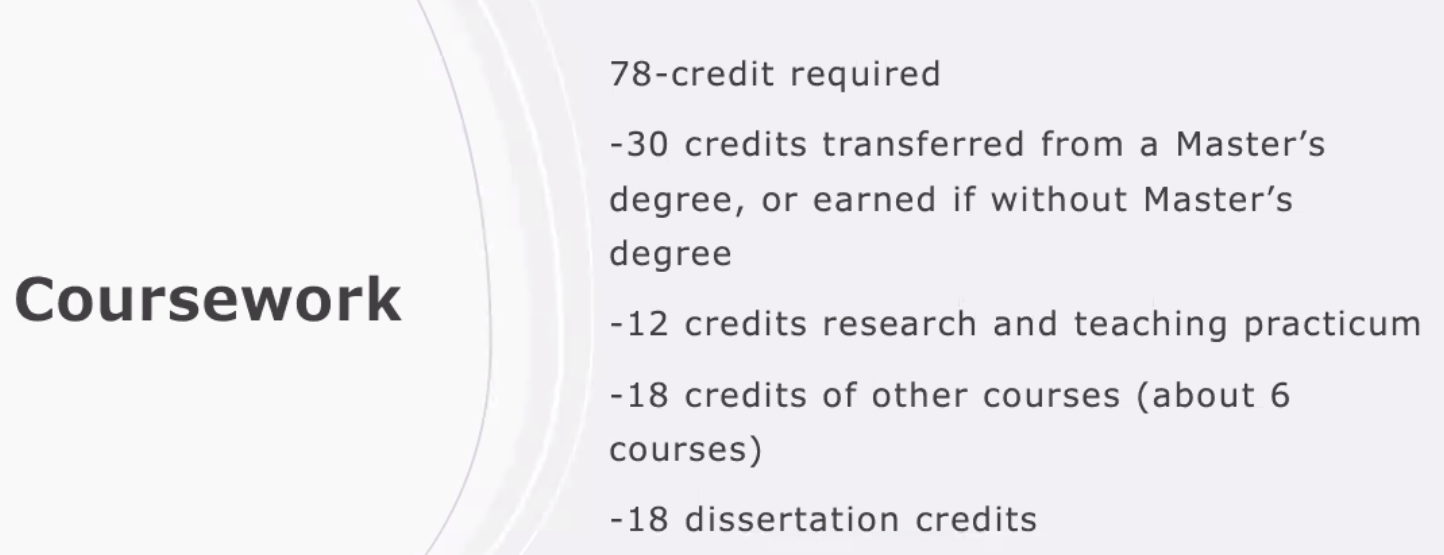 Coursework
78-credit required
-30 credits transferred from a Master’s
degree, or earned if without Master’s
degree
-12 credits research and teaching practicum
-18 credits of other courses (about 6
courses)
-18 dissertation credits